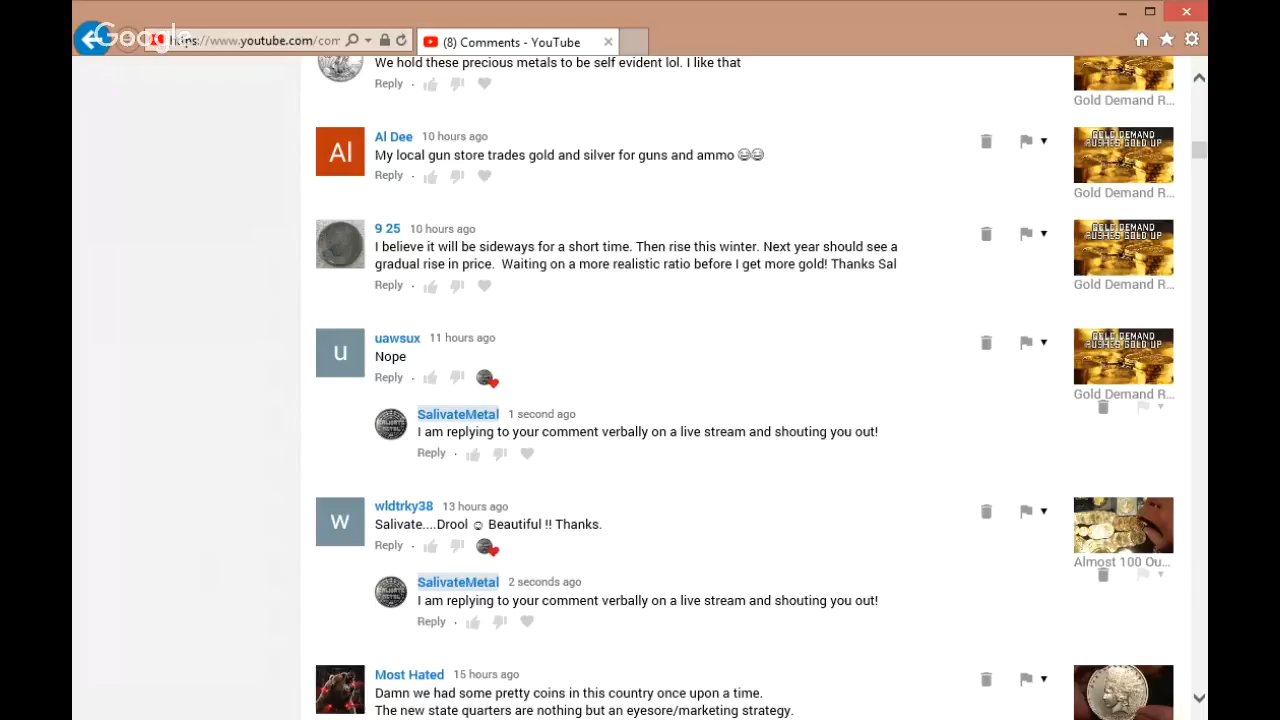 Google
https://www.youtube.com/com
(8) Comments - YouTube
We hold these precious metals to be self evident lol. I like that
Reply
Gold Demand R...
Al
Al Dee 10 hours ago
My local gun store trades gold and silver for guns and ammo 😂😂
Reply
GOLD DEMAND
PUSHES GOLD UP
Gold Demand R...
9 25 10 hours ago
I believe it will be sideways for a short time. Then rise this winter. Next year should see a
gradual rise in price. Waiting on a more realistic ratio before I get more gold! Thanks Sal
Reply
GOLD DEMAND
PUSHES GOLD UP
Gold Demand R...
u
uawsux 11 hours ago
Nope
Reply
GOLD DEMAND
PUSHES GOLD UP
Gold Demand R...
SALIVATE
METAL
SalivateMetal 1 second ago
I am replying to your comment verbally on a live stream and shouting you out!
Reply
w
wldtrky38 13 hours ago
Salivate....Drool ☺ Beautiful !! Thanks.
Reply
Almost 100 Ou...
SALIVATE
METAL
SalivateMetal 2 seconds ago
I am replying to your comment verbally on a live stream and shouting you out!
Reply
Most Hated 15 hours ago
Damn we had some pretty coins in this country once upon a time.
The new state quarters are nothing but an eyesore/marketing strategy.